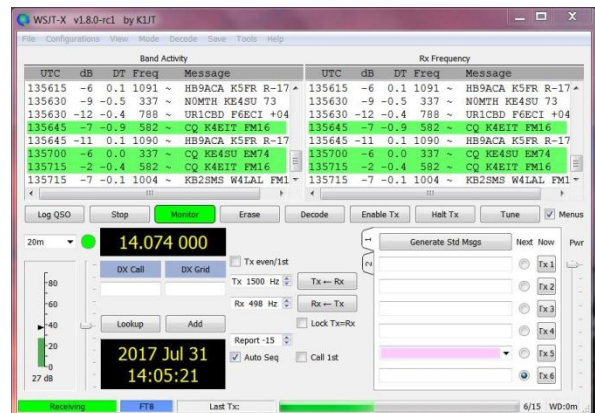 WSJT-X v1.8.0-rc1 by K1JT
File Configurations View Mode Decode Save Tools Help
Band Activity
UTC dB DT Freq Message
135615 -6 0.1 1091 ~ HB9ACA K5FR R-17
135630 -9 -0.5 337 ~ N0MTH KE4SU 73
135630 -12 -0.4 788 ~ UR1CBD F6ECI +04
135645 -7 -0.9 582 ~ CQ K4EIT FM16
135645 -11 0.1 1090 ~ HB9ACA K5FR R-17
135700 -6 0.0 337 ~ CQ KE4SU EM74
135715 -2 -0.4 582 ~ CQ K4EIT FM16
135715 -7 -0.1 1004 ~ KB2SMS W4LAL FM1
Rx Frequency
UTC dB DT Freq Message
135615 -6 0.1 1091 ~ HB9ACA K5FR R-17
135630 -9 -0.5 337 ~ N0MTH KE4SU 73
135630 -12 -0.4 788 ~ UR1CBD F6ECI +04
135645 -7 -0.9 582 ~ CQ K4EIT FM16
135645 -11 0.1 1090 ~ HB9ACA K5FR R-17
135700 -6 0.0 337 ~ CQ KE4SU EM74
135715 -2 -0.4 582 ~ CQ K4EIT FM16
135715 -7 -0.1 1004 ~ KB2SMS W4LAL FM1
Log QSO Stop Monitor Erase Decode Enable Tx Halt Tx Tune Menus
20m 14.074 000
DX Call DX Grid
Lookup Add
2017 Jul 31
14:05:21
-80
-60
-40
-20
0
27 dB
Tx even/1st
Tx 1500 Hz Tx ← Rx
Rx 498 Hz Rx ← Tx
Lock Tx=Rx
Report -15
Auto Seq Call 1st
1
2
Generate Std Msgs Next Now Pwr
Tx 1
Tx 2
Tx 3
Tx 4
Tx 5
Tx 6
Receiving FT8 Last Tx: 6/15 WD:0m